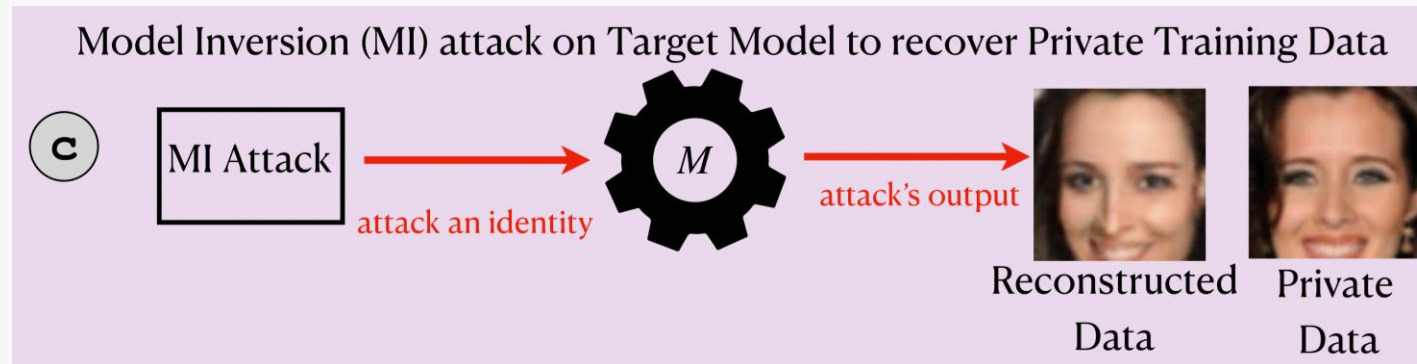 Model Inversion (MI) attack on Target Model to recover Private Training Data
C
MI Attack
attack an identity
M
attack's output
Reconstructed
Data
Private
Data